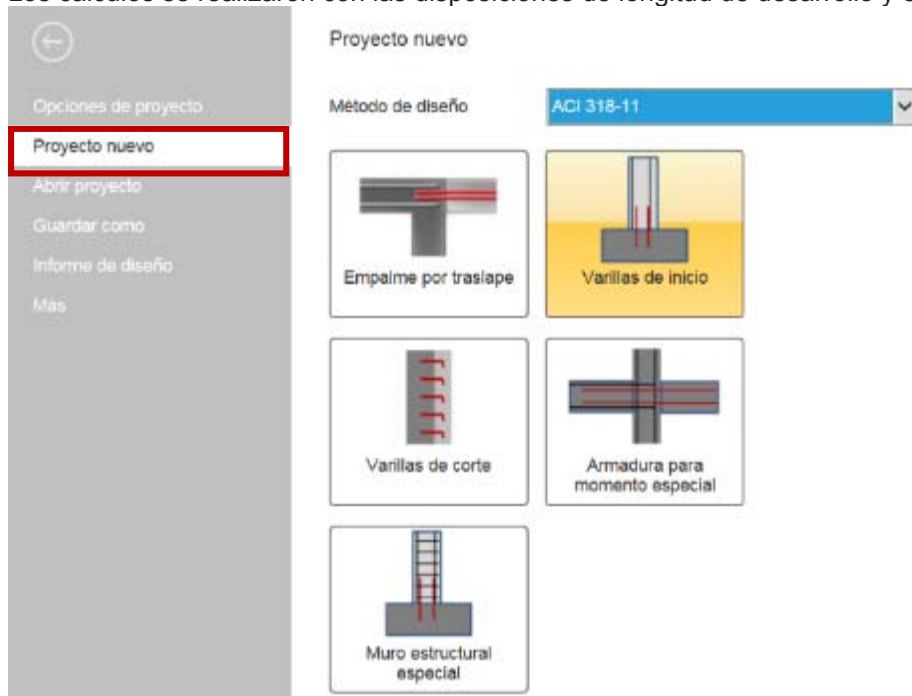 Los cálculos se realizaron con las disposiciones de longitud de desarrollo y
Proyecto nuevo
Opciones de proyecto
Método de diseño
ACI 318-11
Proyecto nuevo
Abrir proyecto
Guardar como
Informe de diseño
Mas
Empalme por traslape
Varillas de inicio
Varillas de corte
Armadura para
momento especial
Muro estructural
especial